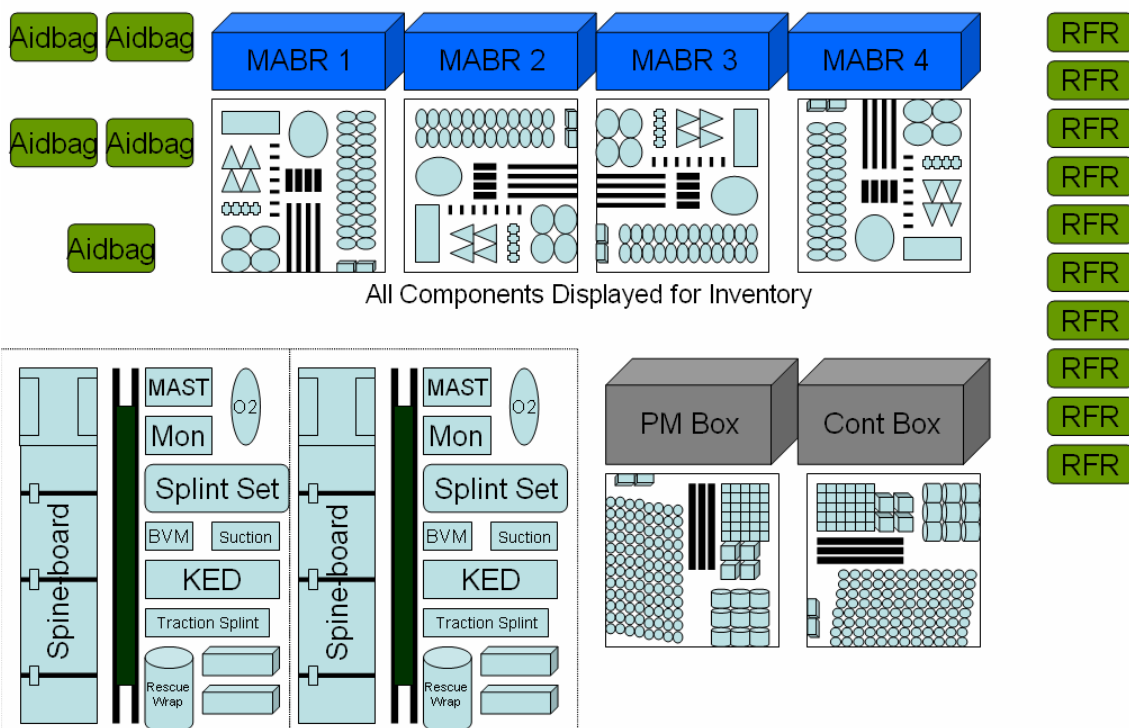 Aidbag Aidbag
Aidbag Aidbag
Aidbag
MABR 1 MABR 2 MABR 3 MABR 4
All Components Displayed for Inventory
RFR
RFR
RFR
RFR
RFR
RFR
RFR
RFR
RFR
RFR
Spine-board
MAST
O2
Mon
Splint Set
BVM Suction
KED
Traction Splint
Rescue
Wrap
Spine-board
MAST
O2
Mon
Splint Set
BVM Suction
KED
Traction Splint
Rescue
Wrap
PM Box Cont Box